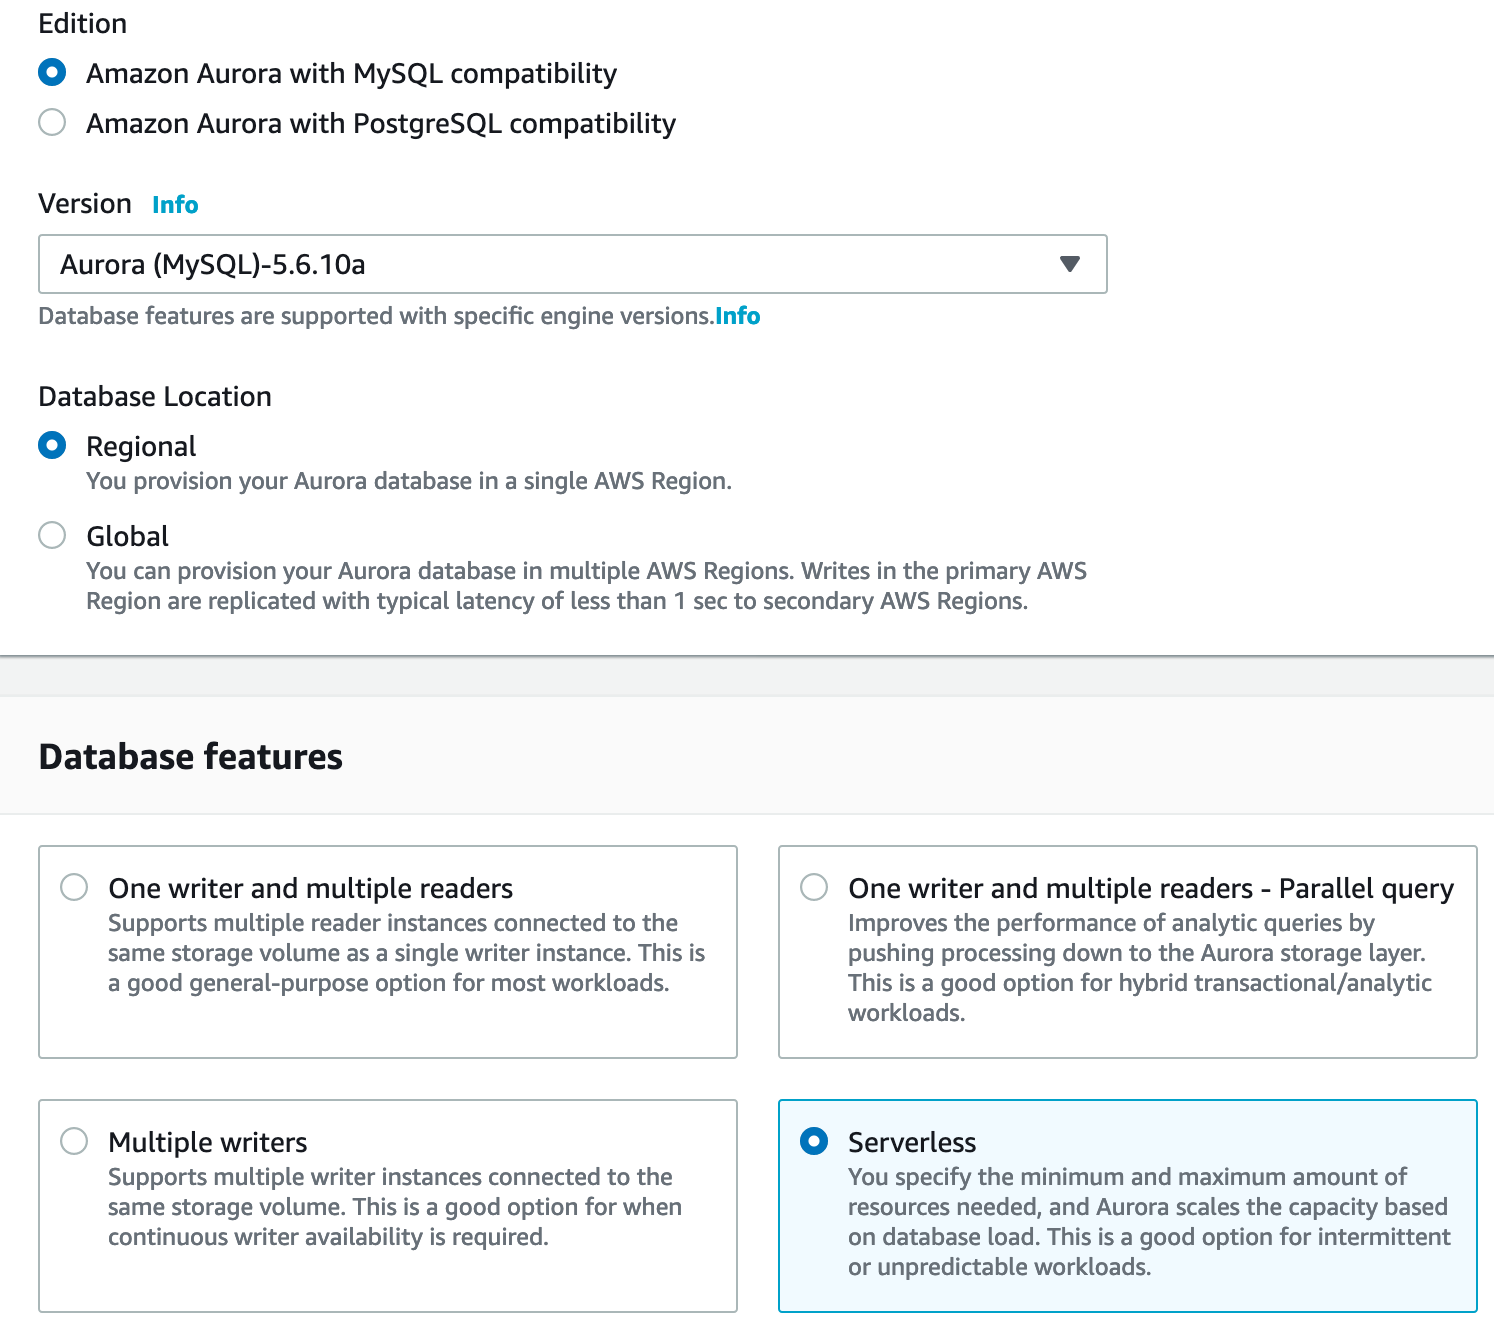 Edition
Amazon Aurora with MySQL compatibility
Amazon Aurora with PostgreSQL compatibility
Version Info
Aurora (MySQL)-5.6.10a
Database features are supported with specific engine versions.Info
Database Location
Regional
You provision your Aurora database in a single AWS Region.
Global
You can provision your Aurora database in multiple AWS Regions. Writes in the primary AWS
Region are replicated with typical latency of less than 1 sec to secondary AWS Regions.
Database features
One writer and multiple readers
Supports multiple reader instances connected to the
same storage volume as a single writer instance. This is
a good general-purpose option for most workloads.
One writer and multiple readers - Parallel query
Improves the performance of analytic queries by
pushing processing down to the Aurora storage layer.
This is a good option for hybrid transactional/analytic
workloads.
Multiple writers
Supports multiple writer instances connected to the
same storage volume. This is a good option for when
continuous writer availability is required.
Serverless
You specify the minimum and maximum amount of
resources needed, and Aurora scales the capacity based
on database load. This is a good option for intermittent
or unpredictable workloads.